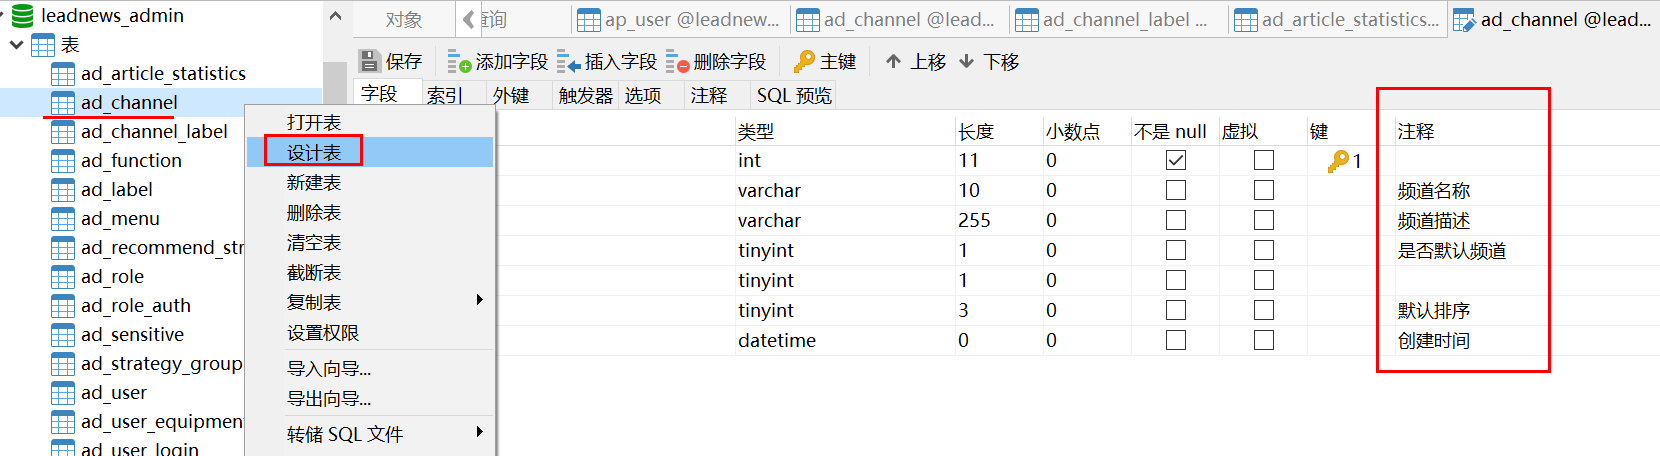 leadnews_admin
表
ad_article_statistics
ad_channel
ad_channel_label
ad_function
ad_label
ad_menu
ad_recommend_str
ad_role
ad_role_auth
ad_sensitive
ad_strategy_group
ad_user
ad_user_equipment
ad_user_login
打开表
设计表
新建表
删除表
清空表
截断表
复制表
设置权限
导入向导...
导出向导...
转储 SQL 文件
对象 查询 ap_user @leadnew... ad_channel @lead... ad_channel_label ... ad_article_statistics... ad_channel @lead...
保存 添加字段 插入字段 删除字段 主键 上移 下移
字段 索引 外键 触发器 选项 注释 SQL 预览
类型 长度 小数点 不是 null 虚拟 键 注释
int 11 0 1
varchar 10 0 频道名称
varchar 255 0 频道描述
tinyint 1 0 是否默认频道
tinyint 1 0
tinyint 3 0 默认排序
datetime 0 0 创建时间